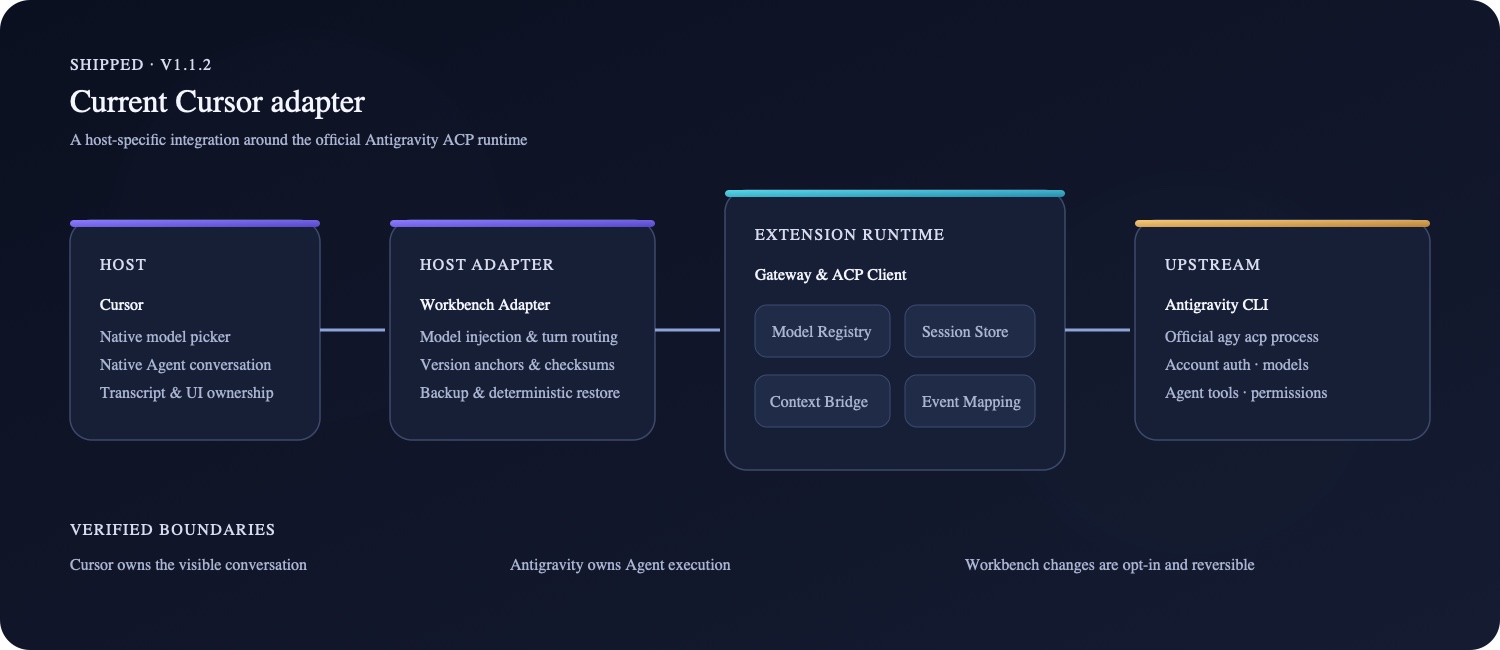 SHIPPED · V1.1.2
Current Cursor adapter
A host-specific integration around the official Antigravity ACP runtime
HOST
Cursor
Native model picker
Native Agent conversation
Transcript & UI ownership
HOST ADAPTER
Workbench Adapter
Model injection & turn routing
Version anchors & checksums
Backup & deterministic restore
EXTENSION RUNTIME
Gateway & ACP Client
Model Registry
Session Store
Context Bridge
Event Mapping
UPSTREAM
Antigravity CLI
Official agy acp process
Account auth · models
Agent tools · permissions
VERIFIED BOUNDARIES
Cursor owns the visible conversation
Antigravity owns Agent execution
Workbench changes are opt-in and reversible